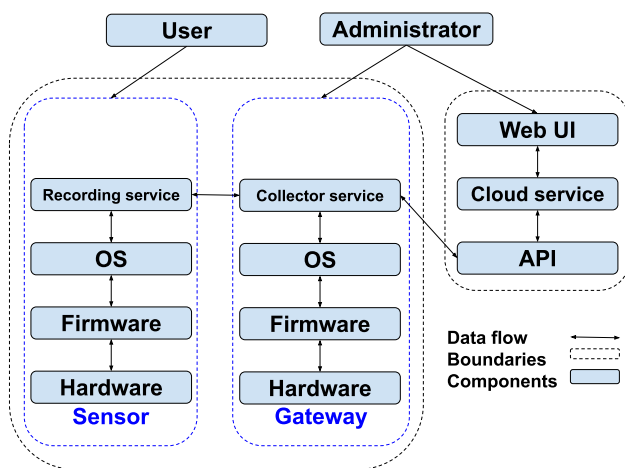 User
Administrator
Web UI
Recording service
Collector service
Cloud service
OS
OS
API
Firmware
Firmware
Data flow
Boundaries
Components
Hardware
Hardware
Sensor
Gateway